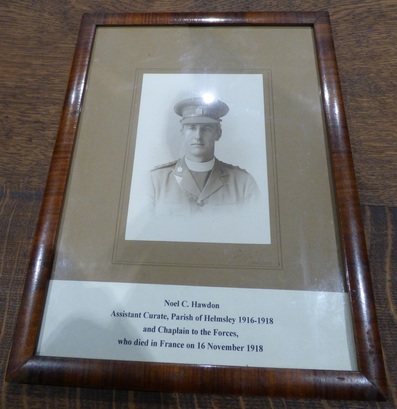 Noel C. Hawdon
Assistant Curate, Parish of Helmsley 1916-1918
and Chaplain to the Forces,
who died in France on 16 November 1918